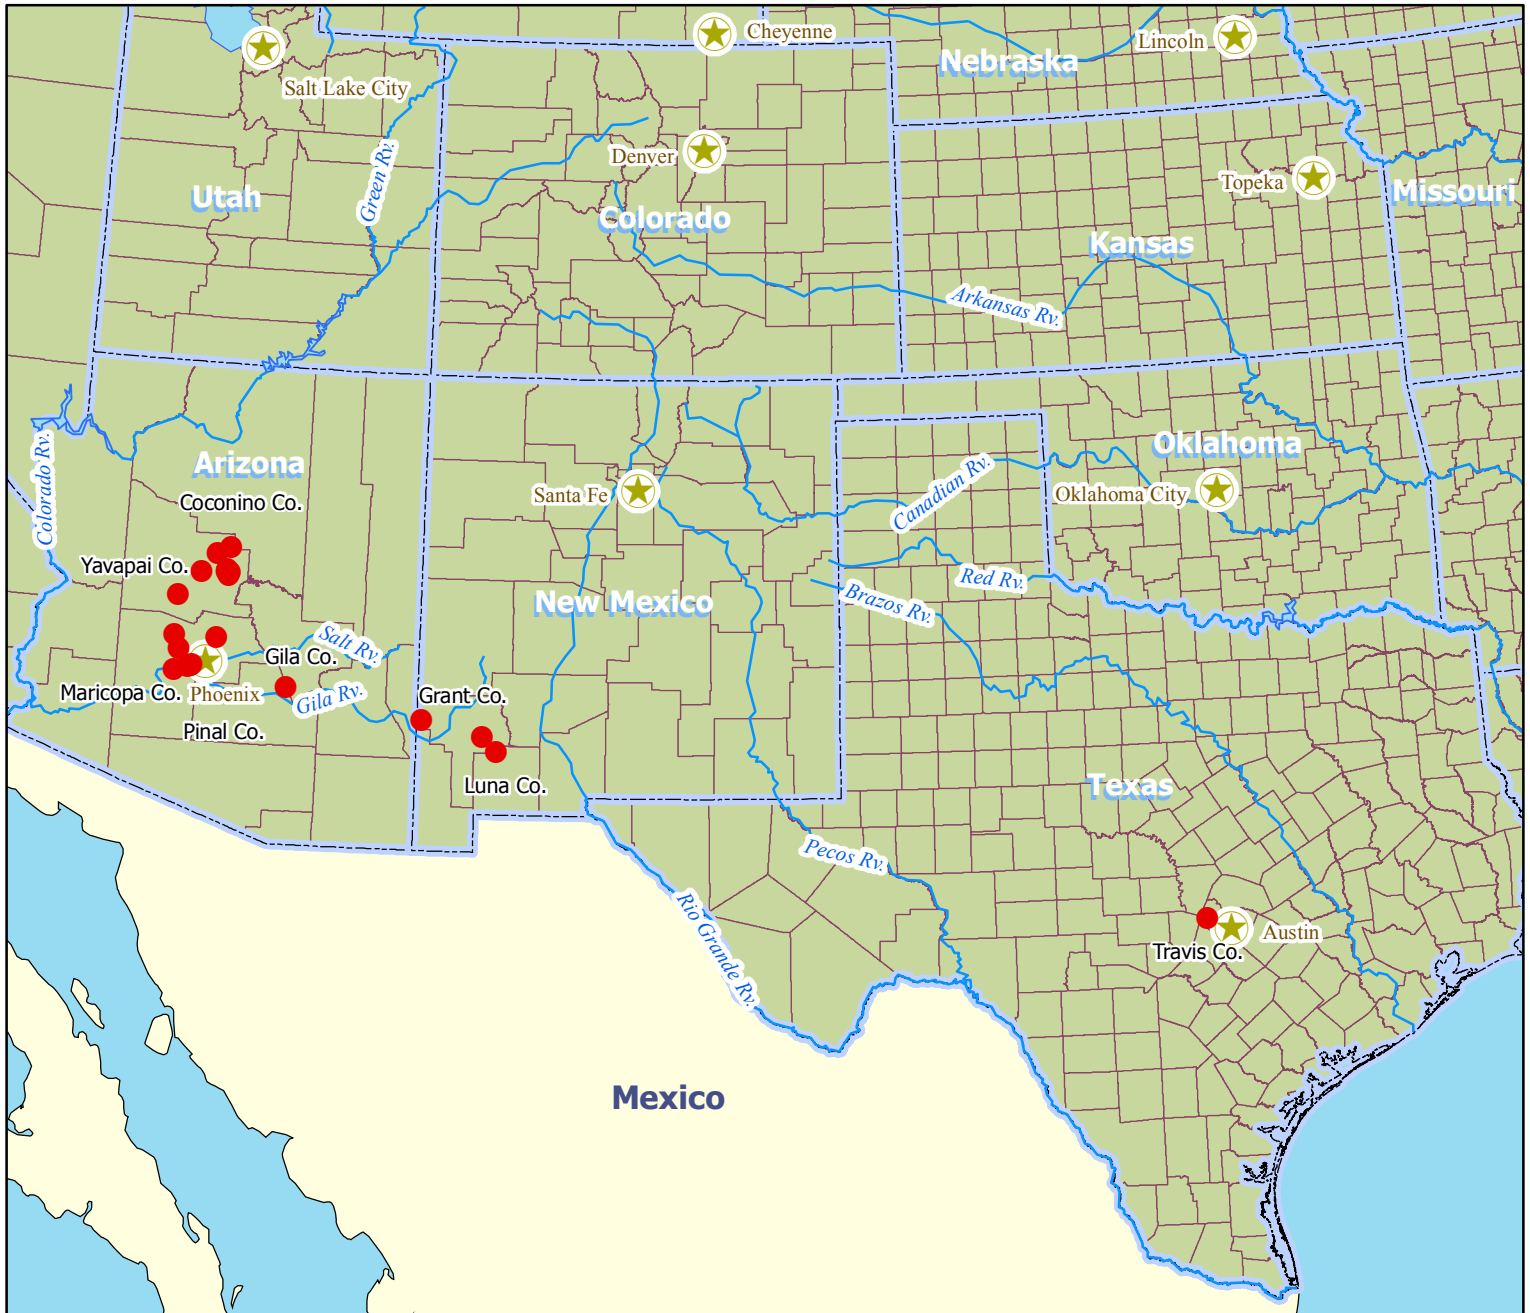 Cheyenne
Lincoln
Nebraska
Salt Lake City
Denver
Topeka
Utah
Green Rv.
Colorado
Missouri
Kansas
Arkansas Rv.
Colorado Rv.
Arizona
Oklahoma
Santa Fe
Canadian Rv.
Oklahoma City
Coconino Co.
Yavapai Co.
Red Rv.
New Mexico
Brazos Rv.
Salt Rv.
Gila Co.
Maricopa Co.
Phoenix
Gila Rv.
Grant Co.
Pinal Co.
Luna Co.
Texas
Pecos Rv.
Rio Grande Rv.
Austin
Travis Co.
Mexico